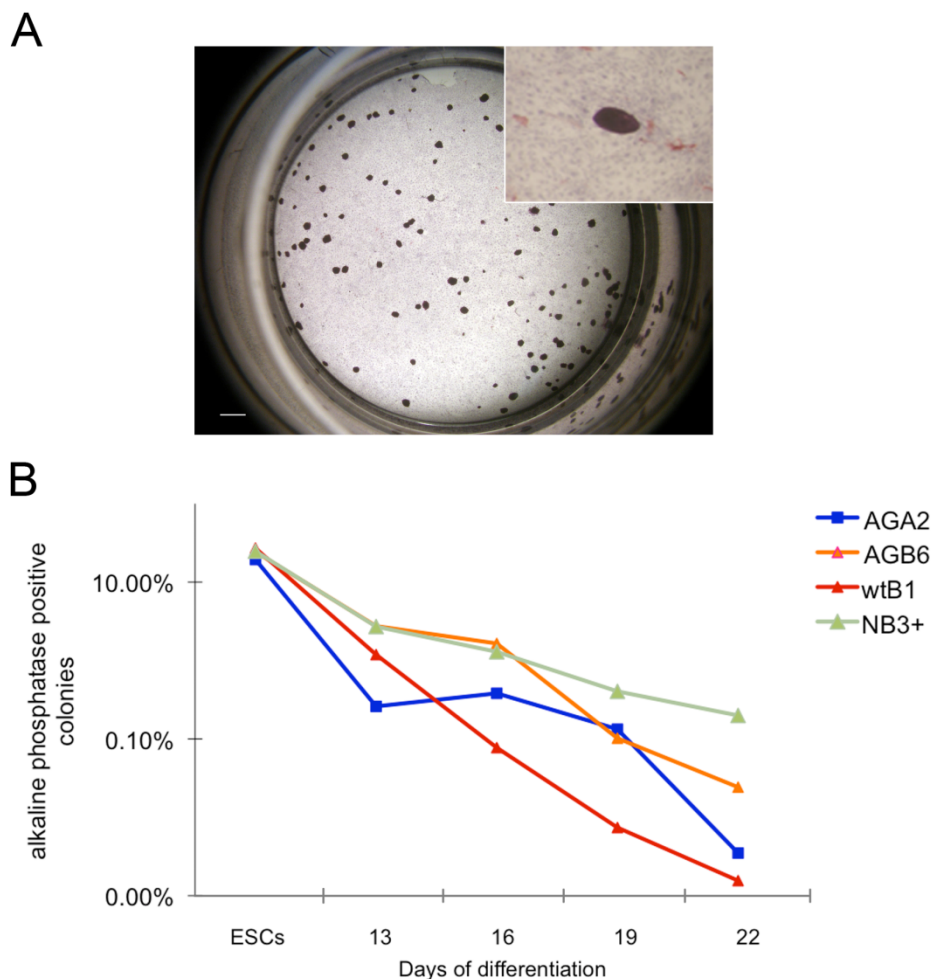 A
B
alkaline phosphatase positive
colonies
10.00%
0.10%
0.00%
ESCs 13 16 19 22
Days of differentiation
AGA2
AGB6
wtB1
NB3+